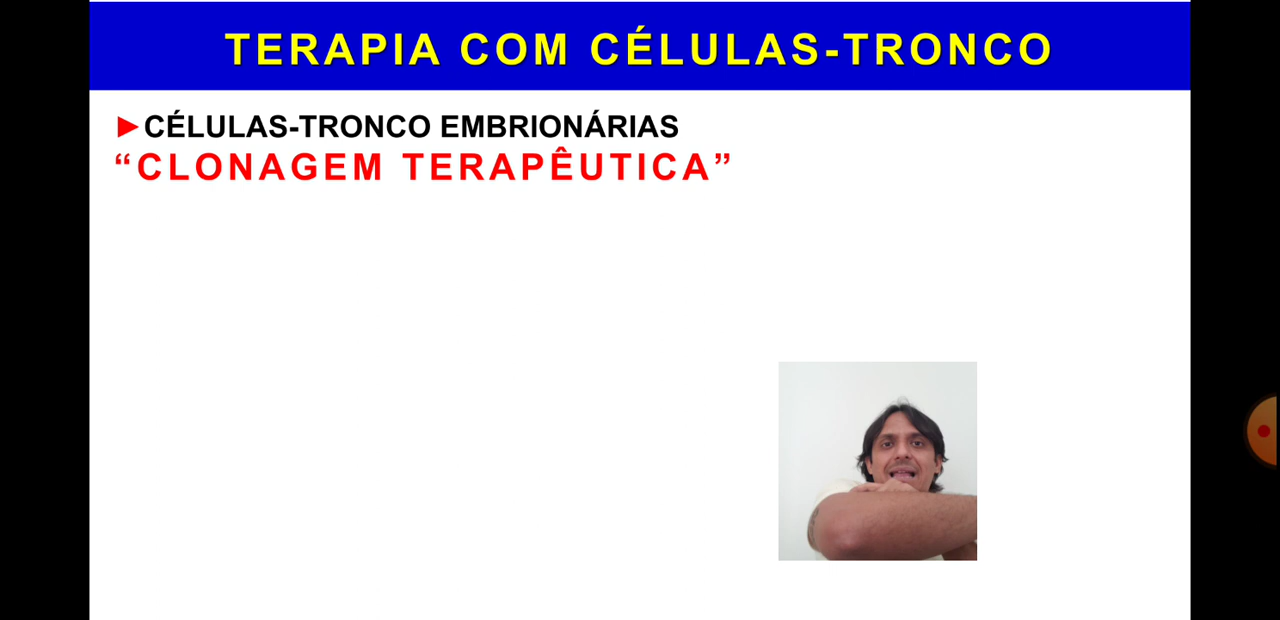 TERAPIA COM CÉLULAS-TRONCO
►CÉLULAS-TRONCO EMBRIONÁRIAS
“CLONAGEM TERAPÊUTICA”